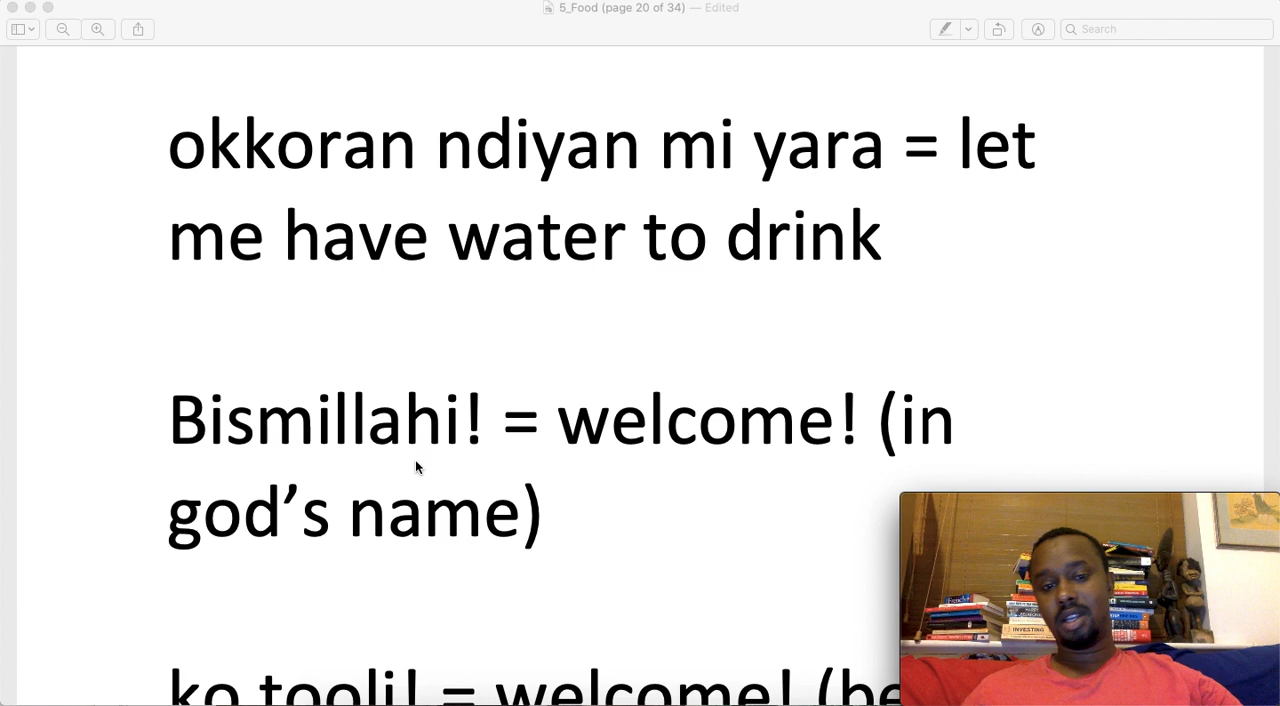 5_Food (page 20 of 34) — Edited
Search
okkoran ndiyan mi yara = let
me have water to drink
Bismillahi! = welcome! (in
god’s name)
ko tooli! = welcome! (be
INVESTING